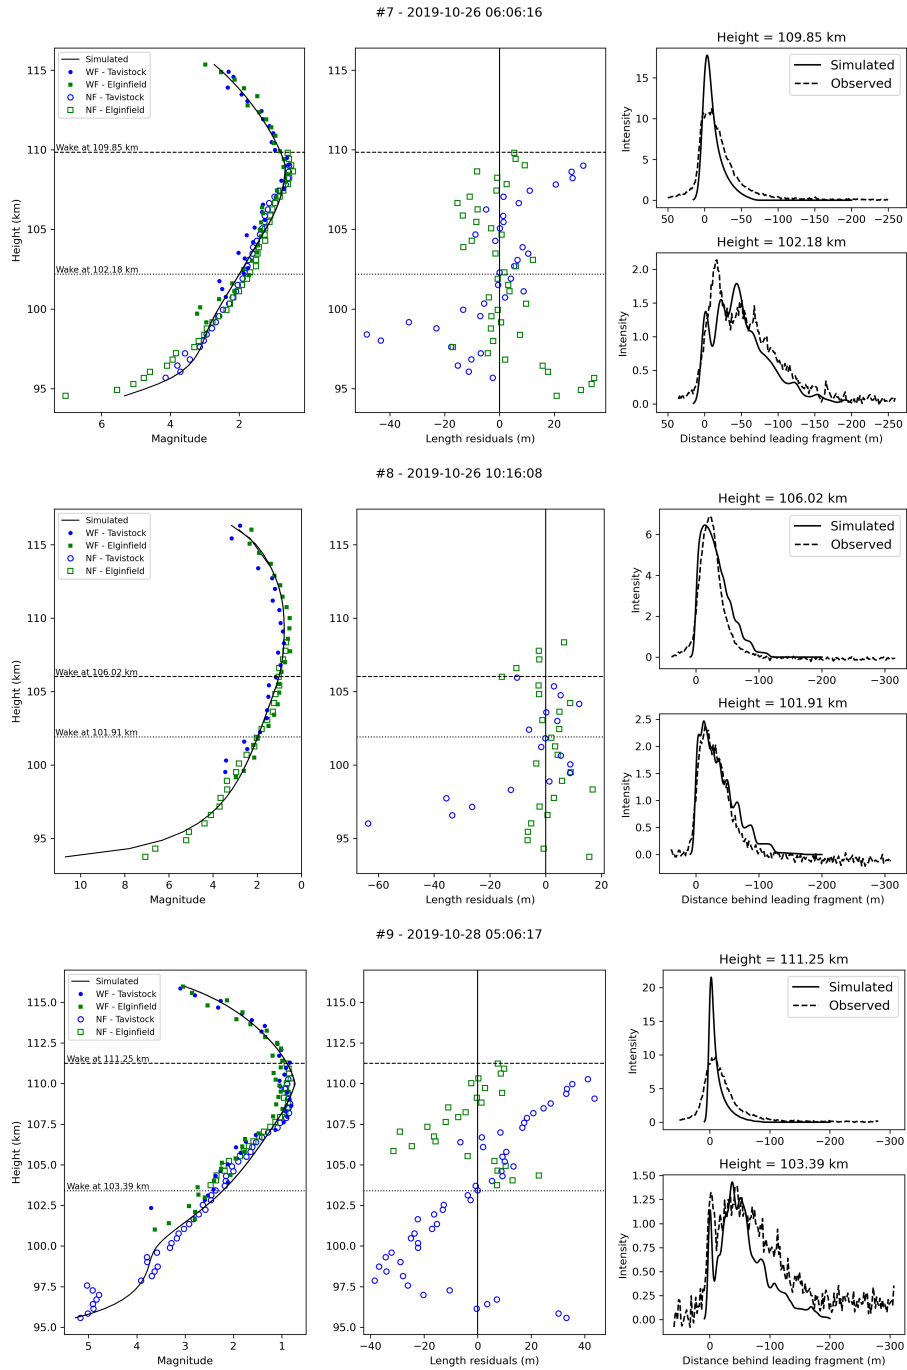 #7 - 2019-10-26 06:06:16
Simulated
WF - Tavistock
WF - Elginfield
NF - Tavistock
NF - Elginfield
Wake at 109.85 km
Wake at 102.18 km
115
110
105
100
95
Height (km)
6
4
2
0
Magnitude
115
110
105
100
95
−40
−20
0
20
Length residuals (m)
Height = 109.85 km
Simulated
Observed
15
10
5
0
Intensity
50
0
−50
−100
−150
−200
−250
Height = 102.18 km
2.0
1.5
1.0
0.5
0.0
Intensity
50
0
−50
−100
−150
−200
−250
Distance behind leading fragment (m)
#8 - 2019-10-26 10:16:08
Simulated
WF - Tavistock
WF - Elginfield
NF - Tavistock
NF - Elginfield
Wake at 106.02 km
Wake at 101.91 km
115
110
105
100
95
Height (km)
10
8
6
4
2
0
Magnitude
115
110
105
100
95
−60
−40
−20
0
20
Length residuals (m)
Height = 106.02 km
Simulated
Observed
6
4
2
0
Intensity
0
−100
−200
−300
Height = 101.91 km
2.5
2.0
1.5
1.0
0.5
0.0
Intensity
0
−100
−200
−300
Distance behind leading fragment (m)
#9 - 2019-10-28 05:06:17
Simulated
WF - Tavistock
WF - Elginfield
NF - Tavistock
NF - Elginfield
Wake at 111.25 km
Wake at 103.39 km
115.0
112.5
110.0
107.5
105.0
102.5
100.0
97.5
95.0
Height (km)
5
4
3
2
1
Magnitude
115.0
112.5
110.0
107.5
105.0
102.5
100.0
97.5
95.0
−40
−20
0
20
40
Length residuals (m)
Height = 111.25 km
Simulated
Observed
20
15
10
5
0
Intensity
0
−100
−200
−300
Height = 103.39 km
1.50
1.25
1.00
0.75
0.50
0.25
0.00
Intensity
0
−100
−200
−300
Distance behind leading fragment (m)